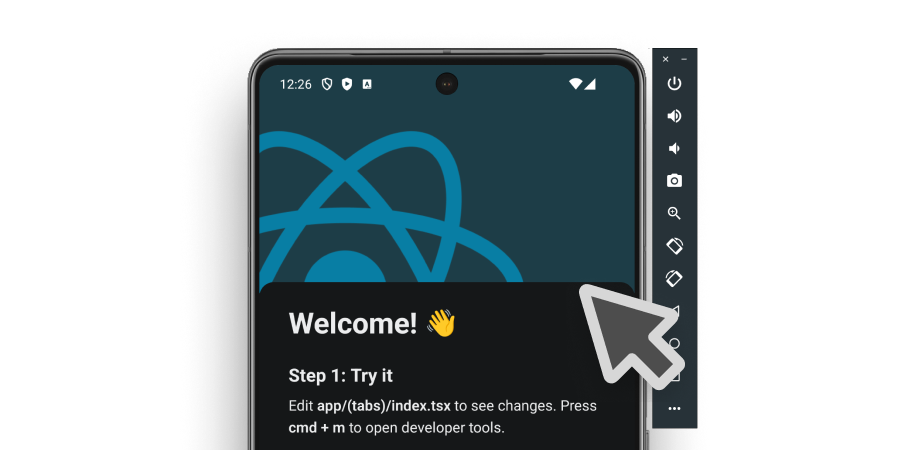 12:26
Welcome! 👋
Step 1: Try it
Edit app/(tabs)/index.tsx to see changes. Press
cmd + m to open developer tools.